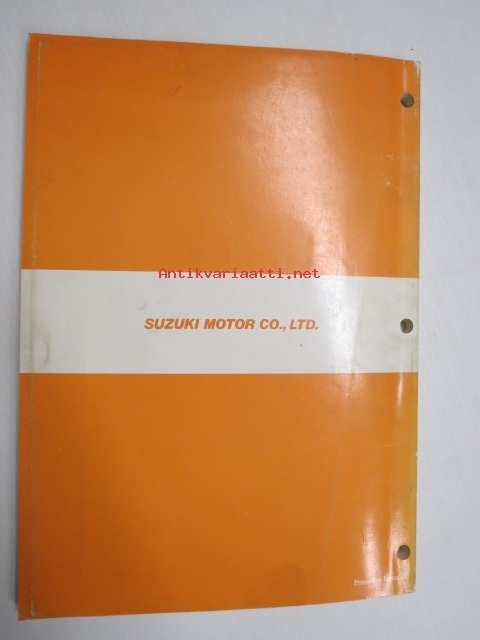 Antikvariaatti.net
SUZUKI MOTOR CO., LTD.